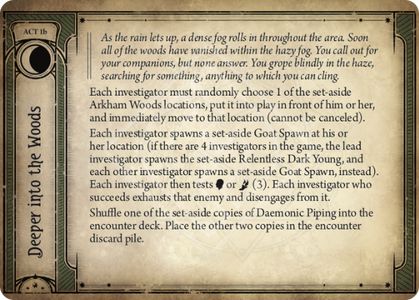 ACT 1b
Deeper into the Woods
As the rain lets up, a dense fog rolls in throughout the area. Soon
all of the woods have vanished within the hazy fog. You call out for
your companions, but none answer. You grope blindly in the haze,
searching for something, anything to which you can cling.
Each investigator must randomly choose 1 of the set-aside
Arkham Woods locations, put it into play in front of him or her,
and immediately move to that location (cannot be canceled).
Each investigator spawns a set-aside Goat Spawn at his or
her location (if there are 4 investigators in the game, the lead
investigator spawns the set-aside Relentless Dark Young, and
each other investigator spawns a set-aside Goat Spawn, instead).
Each investigator then tests or (3). Each investigator who
succeeds exhausts that enemy and disengages from it.
Shuffle one of the set-aside copies of Daemonic Piping into the
encounter deck. Place the other two copies in the encounter
discard pile.